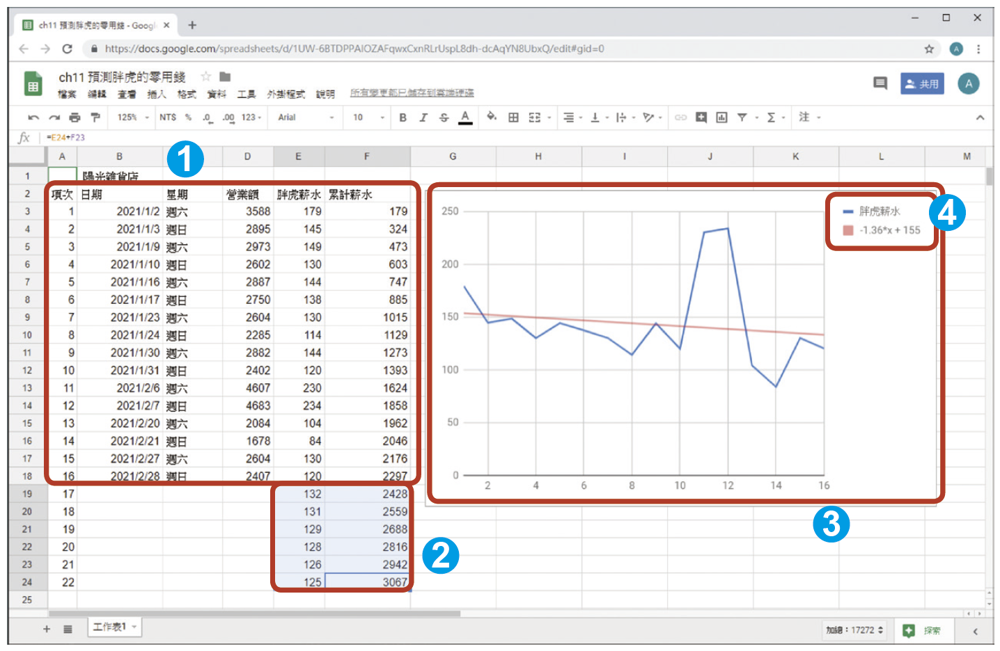 ch11 預測胖虎的零用錢 - Googl
https://docs.google.com/spreadsheets/d/1UW-6BTDPPAIOZAFqwxCxnRLrUspL8dh-dcAqYN8UbxQ/edit#gid=0
A
ch11 預測胖虎的零用錢
檔案 編輯 查看 插入 格式 資料 工具 外掛程式 說明 所有變更都已儲存到雲端硬碟
共用
A
125% NT$ % .0 .00 123 Arial 10 B I S A Σ 注
fx =E24+F23
A B D E F G H I J K L M
1
1 陽光雜貨店
2 項次 日期 星期 營業額 胖虎薪水 累計薪水
3 1 2021/1/2 週六 3588 179 179
4 2 2021/1/3 週日 2895 145 324
5 3 2021/1/9 週六 2973 149 473
6 4 2021/1/10 週日 2602 130 603
7 5 2021/1/16 週六 2887 144 747
8 6 2021/1/17 週日 2750 138 885
9 7 2021/1/23 週六 2604 130 1015
10 8 2021/1/24 週日 2285 114 1129
11 9 2021/1/30 週六 2882 144 1273
12 10 2021/1/31 週日 2402 120 1393
13 11 2021/2/6 週六 4607 230 1624
14 12 2021/2/7 週日 4683 234 1858
15 13 2021/2/20 週六 2084 104 1962
16 14 2021/2/21 週日 1678 84 2046
17 15 2021/2/27 週六 2604 130 2176
18 16 2021/2/28 週日 2407 120 2297
19 17 132 2428
20 18 131 2559
21 19 129 2688
22 20 128 2816
23 21 126 2942
24 22 125 3067
25
2
250
200
150
100
50
0
2 4 6 8 10 12 14 16
胖虎薪水
-1.36*x + 155
4
3
工作表1
加總：17272
探索